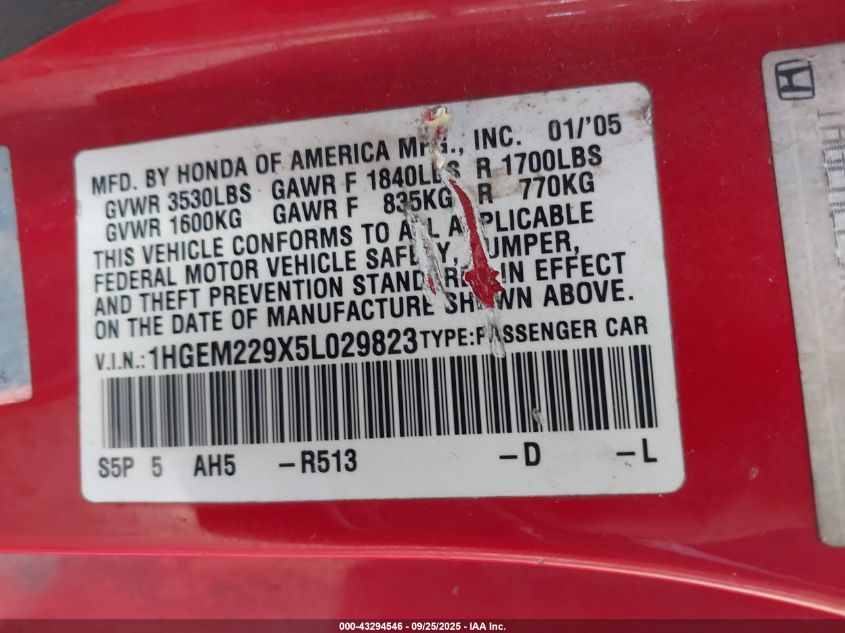 MFD. BY HONDA OF AMERICA MFG., INC. 01/'05
GVWR 3530LBS GAWR F 1840LBS R 1700LBS
GVWR 1600KG GAWR F 835KG R 770KG
THIS VEHICLE CONFORMS TO ALL APPLICABLE
FEDERAL MOTOR VEHICLE SAFETY, BUMPER,
AND THEFT PREVENTION STANDARDS IN EFFECT
ON THE DATE OF MANUFACTURE SHOWN ABOVE.
V.I.N.: 1HGEM229X5L029823 TYPE: PASSENGER CAR
S5P 5 AH5 -R513 -D -L
000-43294546 - 09/25/2025 - IAA Inc.